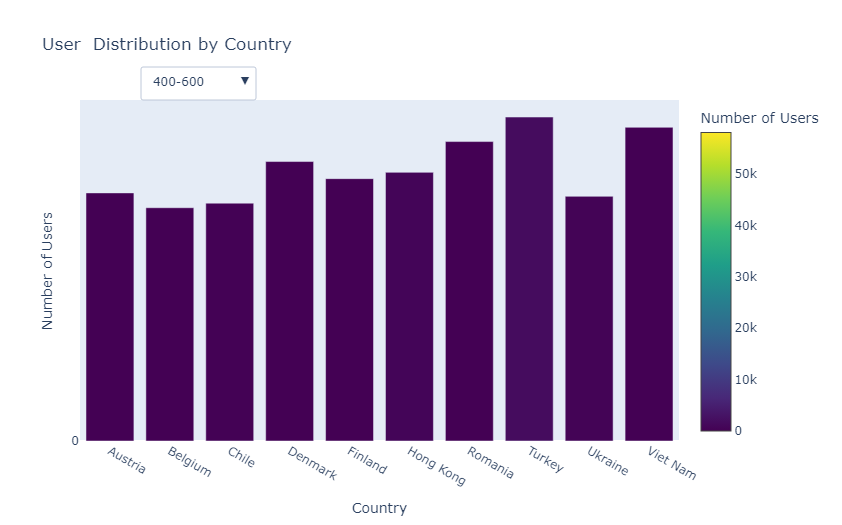 User  Distribution by Country
400-600 ▼
Number of Users
50k
40k
30k
20k
10k
0
Number of Users
0
Austria
Belgium
Chile
Denmark
Finland
Hong Kong
Romania
Turkey
Ukraine
Viet Nam
Country